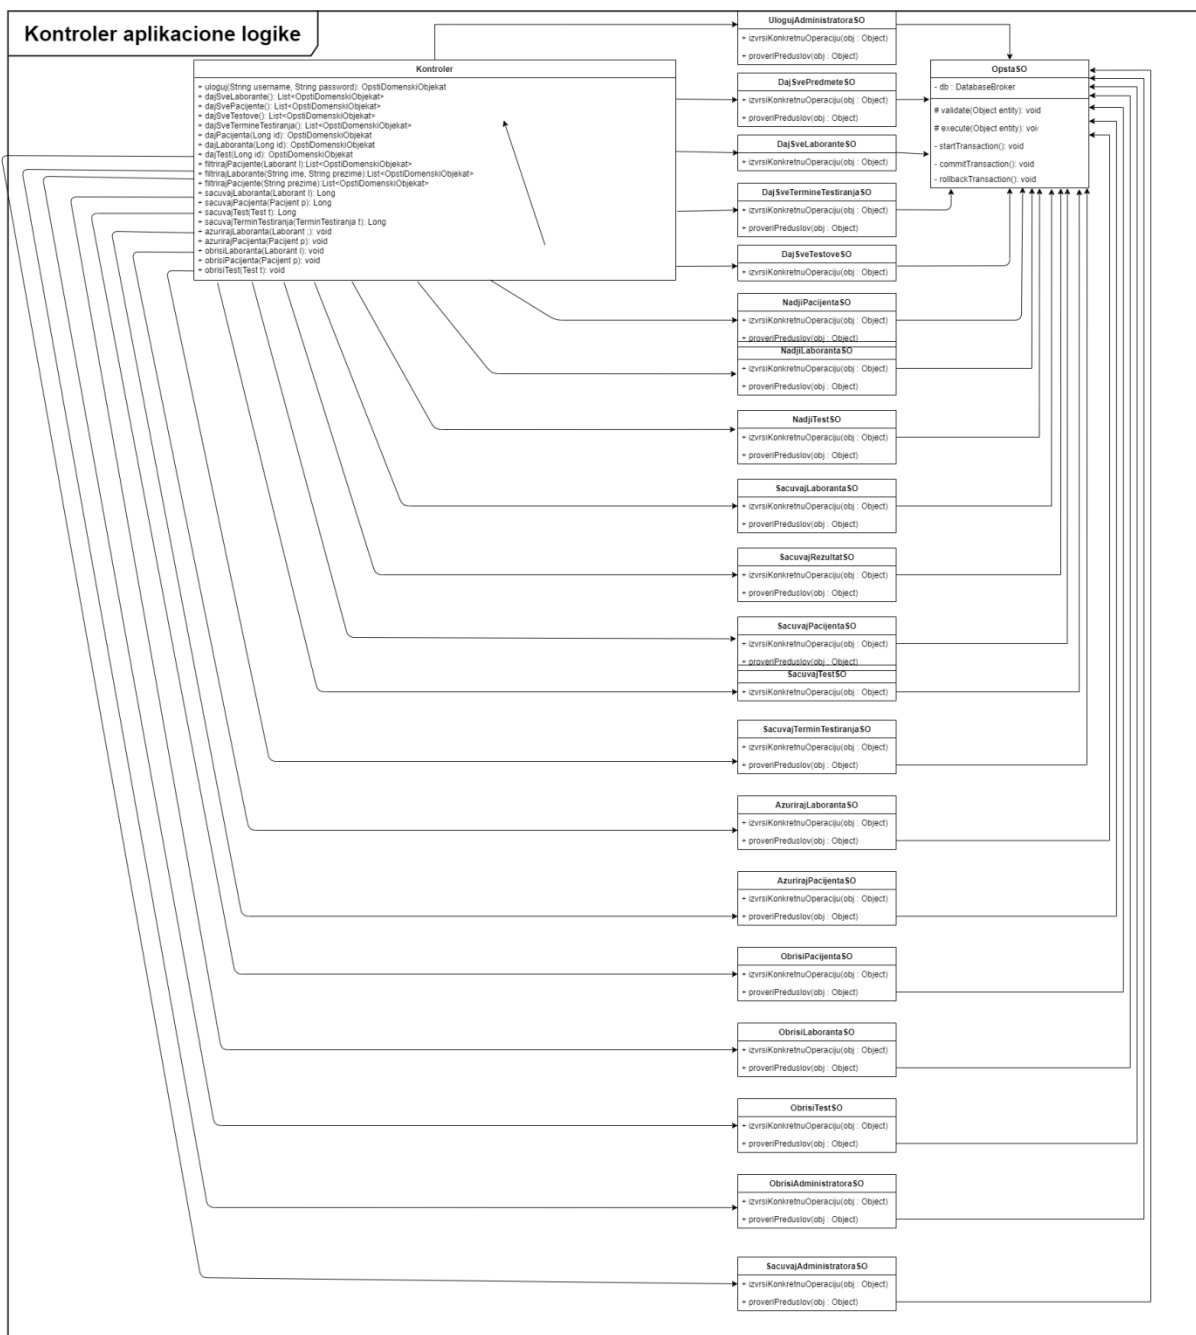 Kontroler aplikacione logike
Kontroler
+ uloguj(String username, String password): OpstiDomenskiObjekat
+ dajSveLaborante(): List<OpstiDomenskiObjekat>
+ dajSvePacijente(): List<OpstiDomenskiObjekat>
+ dajSveTestove(): List<OpstiDomenskiObjekat>
+ dajSveTermineTestiranja(): List<OpstiDomenskiObjekat>
+ dajPacijenta(Long id): OpstiDomenskiObjekat
+ dajLaboranta(Long id): OpstiDomenskiObjekat
+ dajTest(Long id): OpstiDomenskiObjekat
+ filtrirajPacijente(Laborant l):List<OpstiDomenskiObjekat>
+ filtrirajLaborante(String ime, String prezime):List<OpstiDomenskiObjekat>
+ filtrirajPacijente(String prezime):List<OpstiDomenskiObjekat>
+ sacuvajLaboranta(Laborant l): Long
+ sacuvajPacijenta(Pacijent p): Long
+ sacuvajTest(Test t): Long
+ sacuvajTerminTestiranja(TerminTestiranja t): Long
+ azurirajLaboranta(Laborant ;): void
+ azurirajPacijenta(Pacijent p): void
+ obrisiLaboranta(Laborant l): void
+ obrisiPacijenta(Pacijent p): void
+ obrisiTest(Test t): void
UlogujAdministratoraSO
+ izvrsiKonkretnuOperaciju(obj : Object)
+ proveriPreduslov(obj : Object)
DajSvePredmeteSO
+ izvrsiKonkretnuOperaciju(obj : Object)
DajSveLaboranteSO
+ izvrsiKonkretnuOperaciju(obj : Object)
DajSveTermineTestiranjaSO
+ izvrsiKonkretnuOperaciju(obj : Object)
DajSveTestoveSO
+ izvrsiKonkretnuOperaciju(obj : Object)
NadjiPacijentaSO
+ izvrsiKonkretnuOperaciju(obj : Object)
+ proveriPreduslov(obj : Object)
NadjiLaborantaSO
+ izvrsiKonkretnuOperaciju(obj : Object)
+ proveriPreduslov(obj : Object)
NadjiTestSO
+ izvrsiKonkretnuOperaciju(obj : Object)
+ proveriPreduslov(obj : Object)
SacuvajLaborantaSO
+ izvrsiKonkretnuOperaciju(obj : Object)
+ proveriPreduslov(obj : Object)
SacuvajRezultatSO
+ izvrsiKonkretnuOperaciju(obj : Object)
+ proveriPreduslov(obj : Object)
SacuvajPacijentaSO
+ izvrsiKonkretnuOperaciju(obj : Object)
+ proveriPreduslov(obj : Object)
SacuvajTestSO
+ izvrsiKonkretnuOperaciju(obj : Object)
SacuvajTerminTestiranjaSO
+ izvrsiKonkretnuOperaciju(obj : Object)
+ proveriPreduslov(obj : Object)
AzurirajLaborantaSO
+ izvrsiKonkretnuOperaciju(obj : Object)
+ proveriPreduslov(obj : Object)
AzurirajPacijentaSO
+ izvrsiKonkretnuOperaciju(obj : Object)
+ proveriPreduslov(obj : Object)
ObrisiPacijentaSO
+ izvrsiKonkretnuOperaciju(obj : Object)
+ proveriPreduslov(obj : Object)
ObrisiLaborantaSO
+ izvrsiKonkretnuOperaciju(obj : Object)
+ proveriPreduslov(obj : Object)
ObrisiTestSO
+ izvrsiKonkretnuOperaciju(obj : Object)
+ proveriPreduslov(obj : Object)
ObrisiAdministratoraSO
+ izvrsiKonkretnuOperaciju(obj : Object)
+ proveriPreduslov(obj : Object)
SacuvajAdministratoraSO
+ izvrsiKonkretnuOperaciju(obj : Object)
+ proveriPreduslov(obj : Object)
OpstaSO
- db : DatabaseBroker
# validate(Object entity): void
# execute(Object entity): voi
- startTransaction(): void
- commitTransaction(): void
- rollbackTransaction(): void